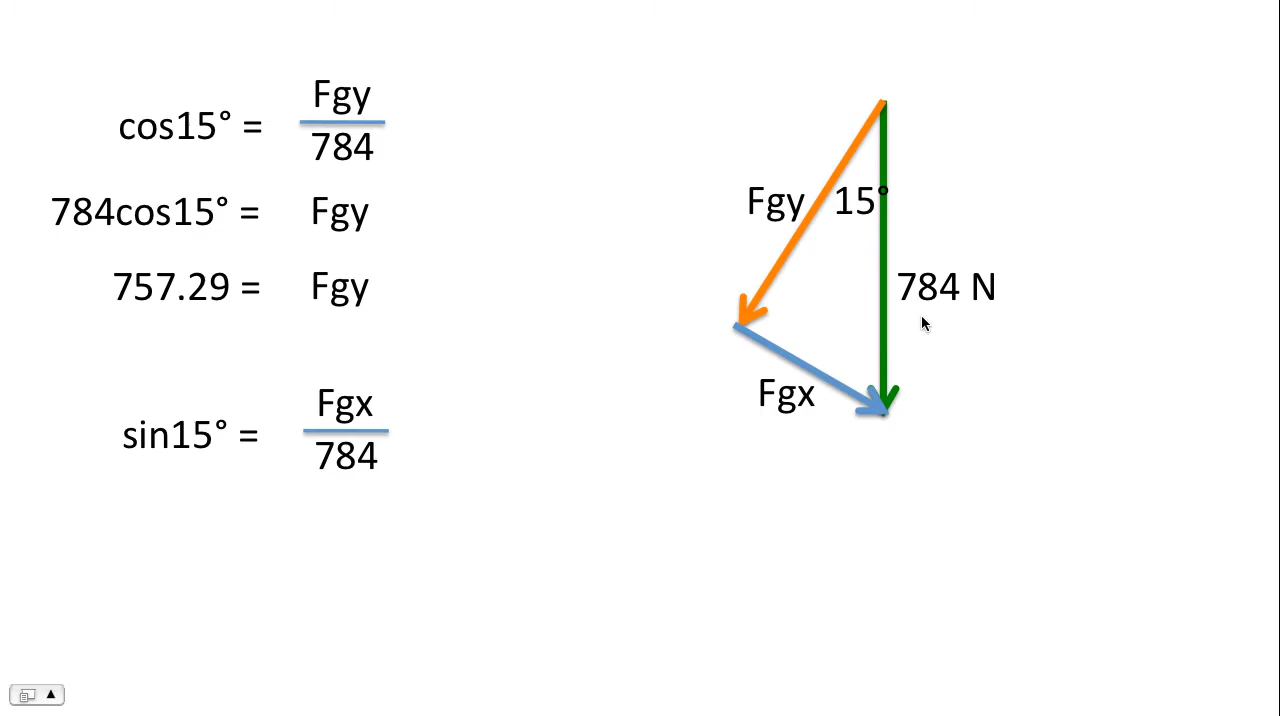 cos15° = Fgy
784
784cos15° = Fgy
757.29 = Fgy
sin15° = Fgx
784
Fgy 15°
784 N
Fgx